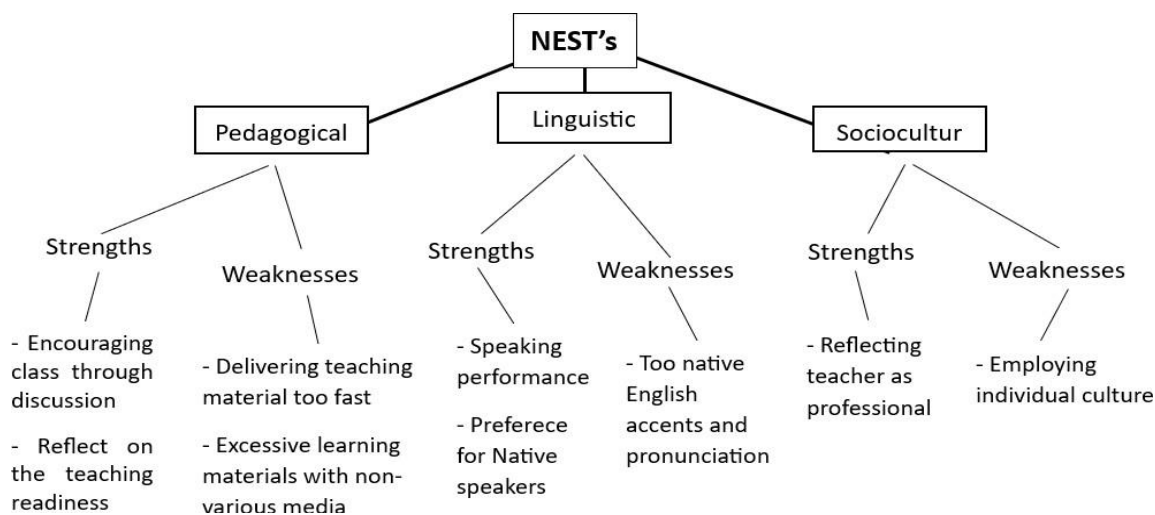 NEST's
Pedagogical
Linguistic
Sociocultur
Strengths
Weaknesses
Strengths
Weaknesses
Strengths
Weaknesses
- Encouraging
class through
discussion
- Reflect on
the teaching
readiness
- Delivering teaching
material too fast
- Excessive learning
materials with non-
various media
- Speaking
performance
- Preferece
for Native
speakers
- Too native
English
accents and
pronunciation
- Reflecting
teacher as
professional
- Employing
individual culture